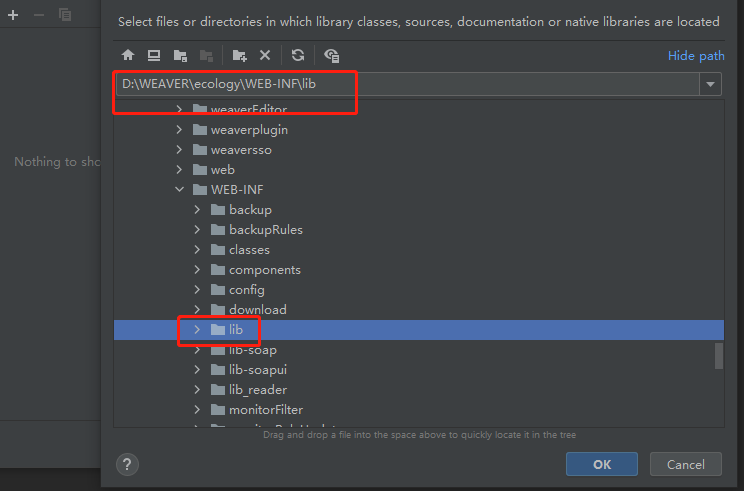 Select files or directories in which library classes, sources, documentation or native libraries are located
Hide path
D:\WEAVER\ecology\WEB-INF\lib
weaverEditor
weaverplugin
Nothing to sho
weaversso
web
WEB-INF
backup
backupRules
classes
components
config
download
lib
lib-soap
lib-soapui
lib_reader
monitorFilter
Drag and drop a file into the space above to quickly locate it in the tree
?
OK
Cancel